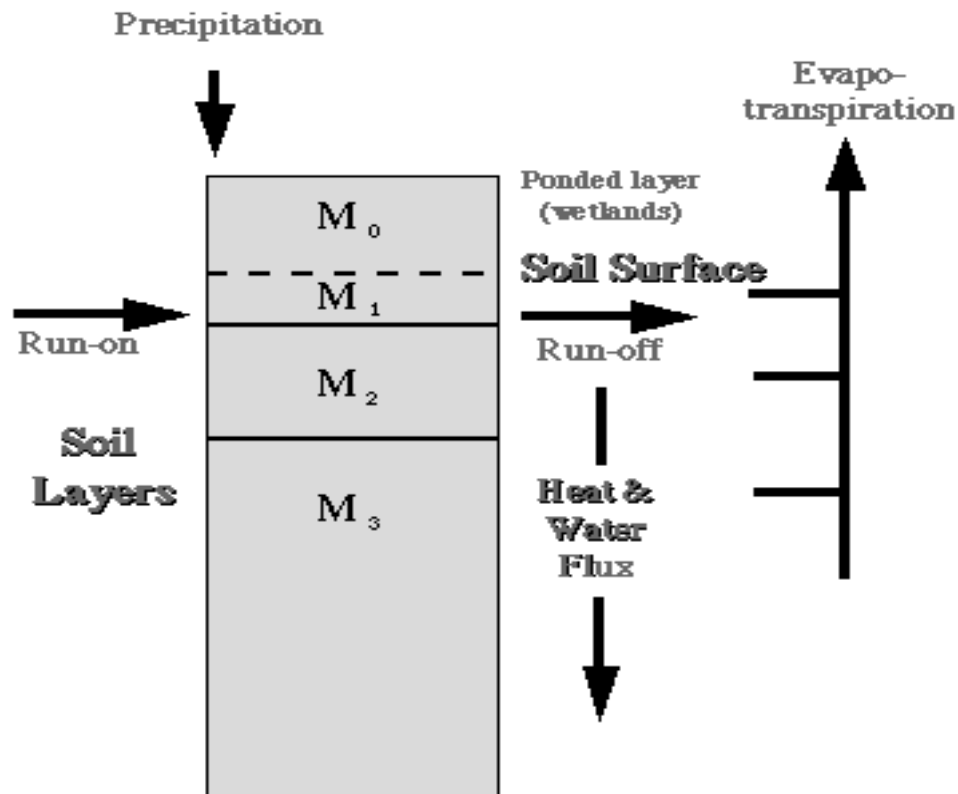 Precipitation
Evapo-
transpiration
Ponded layer
(wetlands)
M₀
Soil Surface
M₁
Run-on
Run-off
M₂
Soil
Layers
Heat &
Water
Flux
M₃